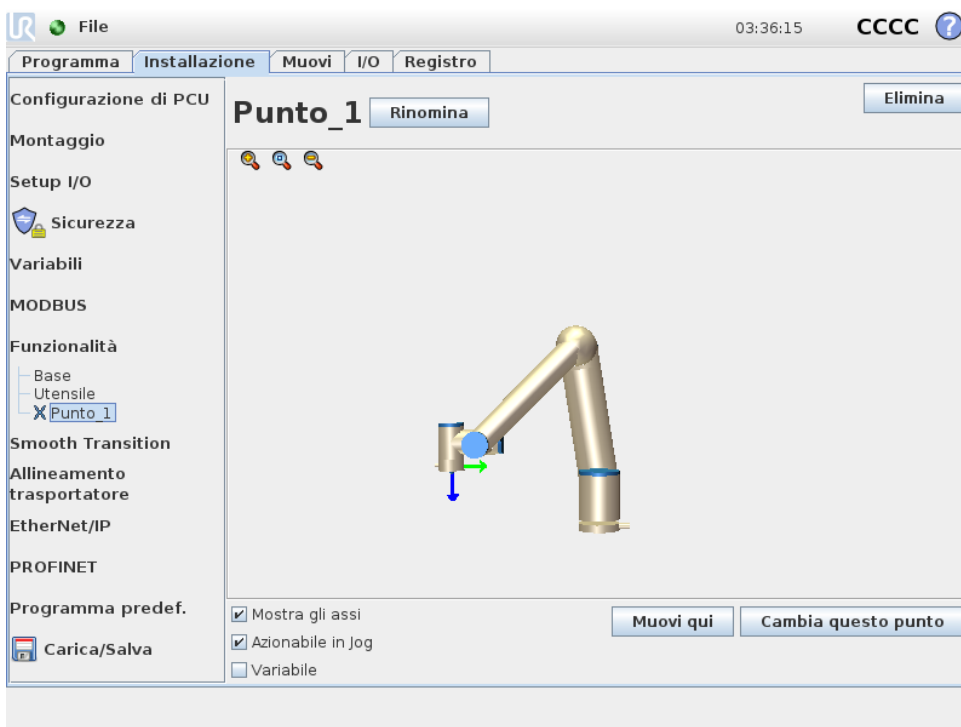 UR File 03:36:15 CCCC ?
Programma Installazione Muovi I/O Registro
Configurazione di PCU
Montaggio
Setup I/O
Sicurezza
Variabili
MODBUS
Funzionalità
Base
Utensile
Punto_1
Smooth Transition
Allineamento
trasportatore
EtherNet/IP
PROFINET
Programma predef.
Carica/Salva
Punto_1 Rinomina Elimina
Mostra gli assi
Azionabile in Jog
Variabile
Muovi qui Cambia questo punto